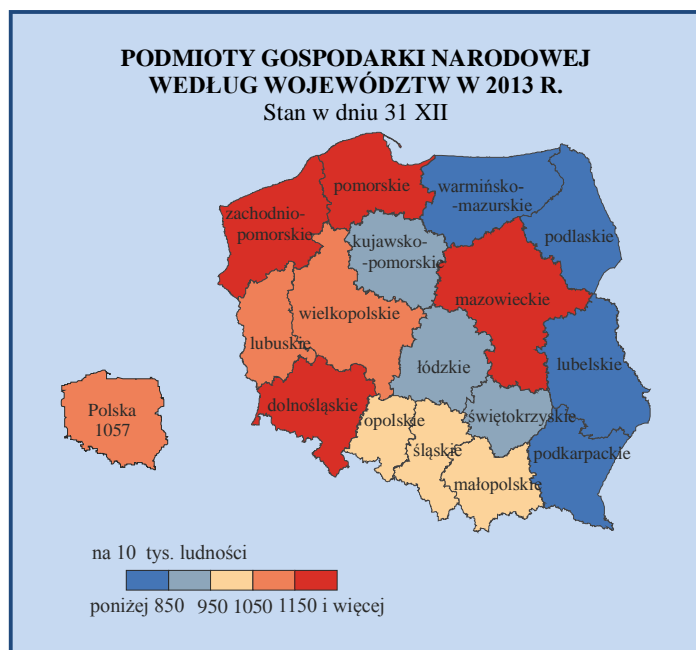 PODMIOTY GOSPODARKI NARODOWEJ
WEDŁUG WOJEWÓDZTW W 2013 R.
Stan w dniu 31 XII
pomorskie
warmińsko-
-mazurskie
zachodnio-
pomorskie
podlaskie
kujawsko-
-pomorskie
mazowieckie
wielkopolskie
lubuskie
łódzkie
lubelskie
Polska
1057
dolnośląskie
opolskie
świętokrzyskie
śląskie
podkarpackie
małopolskie
na 10 tys. ludności
poniżej 850 950 1050 1150 i więcej